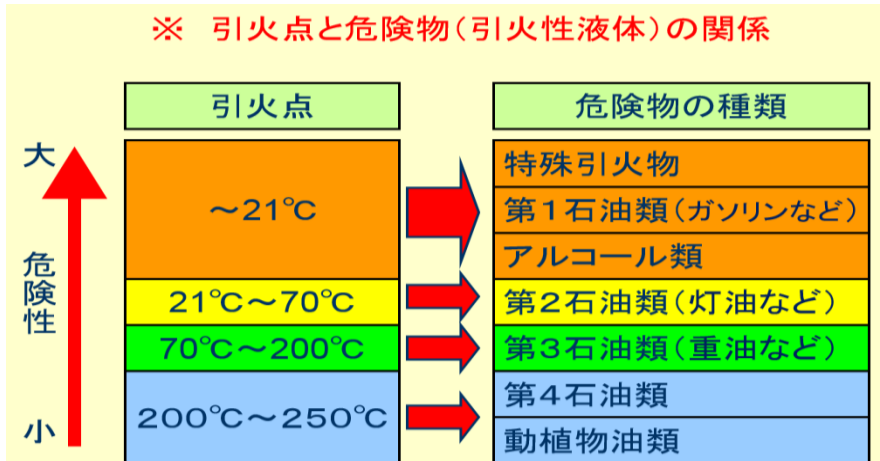 ※ 引火点と危険物(引火性液体)の関係
引火点
危険物の種類
大
危険性
小
~21℃
特殊引火物
第1石油類(ガソリンなど)
アルコール類
21℃~70℃
第2石油類(灯油など)
70℃~200℃
第3石油類(重油など)
200℃~250℃
第4石油類
動植物油類